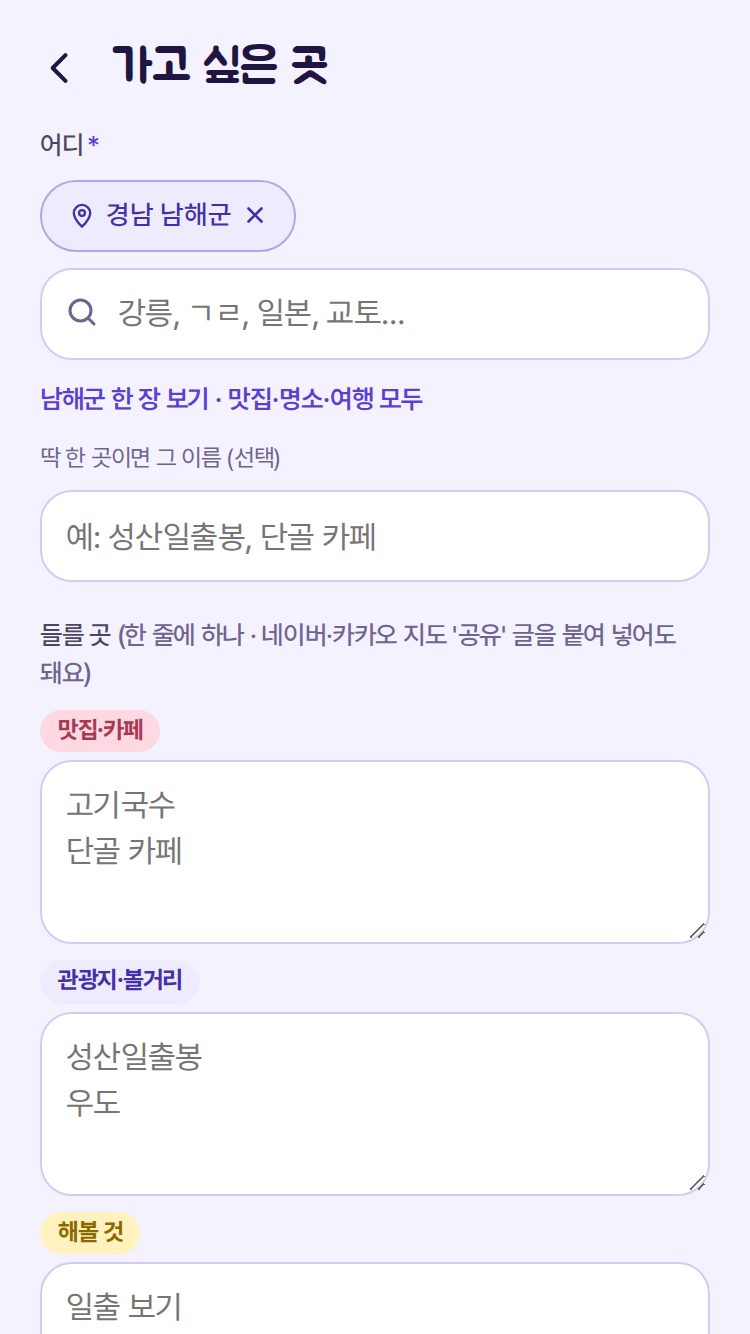 가고 싶은 곳
어디 *
경남 남해군
강릉, ㄱㄹ, 일본, 교토...
남해군 한 장 보기 · 맛집·명소·여행 모두
딱 한 곳이면 그 이름 (선택)
예: 성산일출봉, 단골 카페
들를 곳 (한 줄에 하나 · 네이버·카카오 지도 '공유' 글을 붙여 넣어도
돼요)
맛집·카페
고기국수
단골 카페
관광지·볼거리
성산일출봉
우도
해볼 것
일출 보기